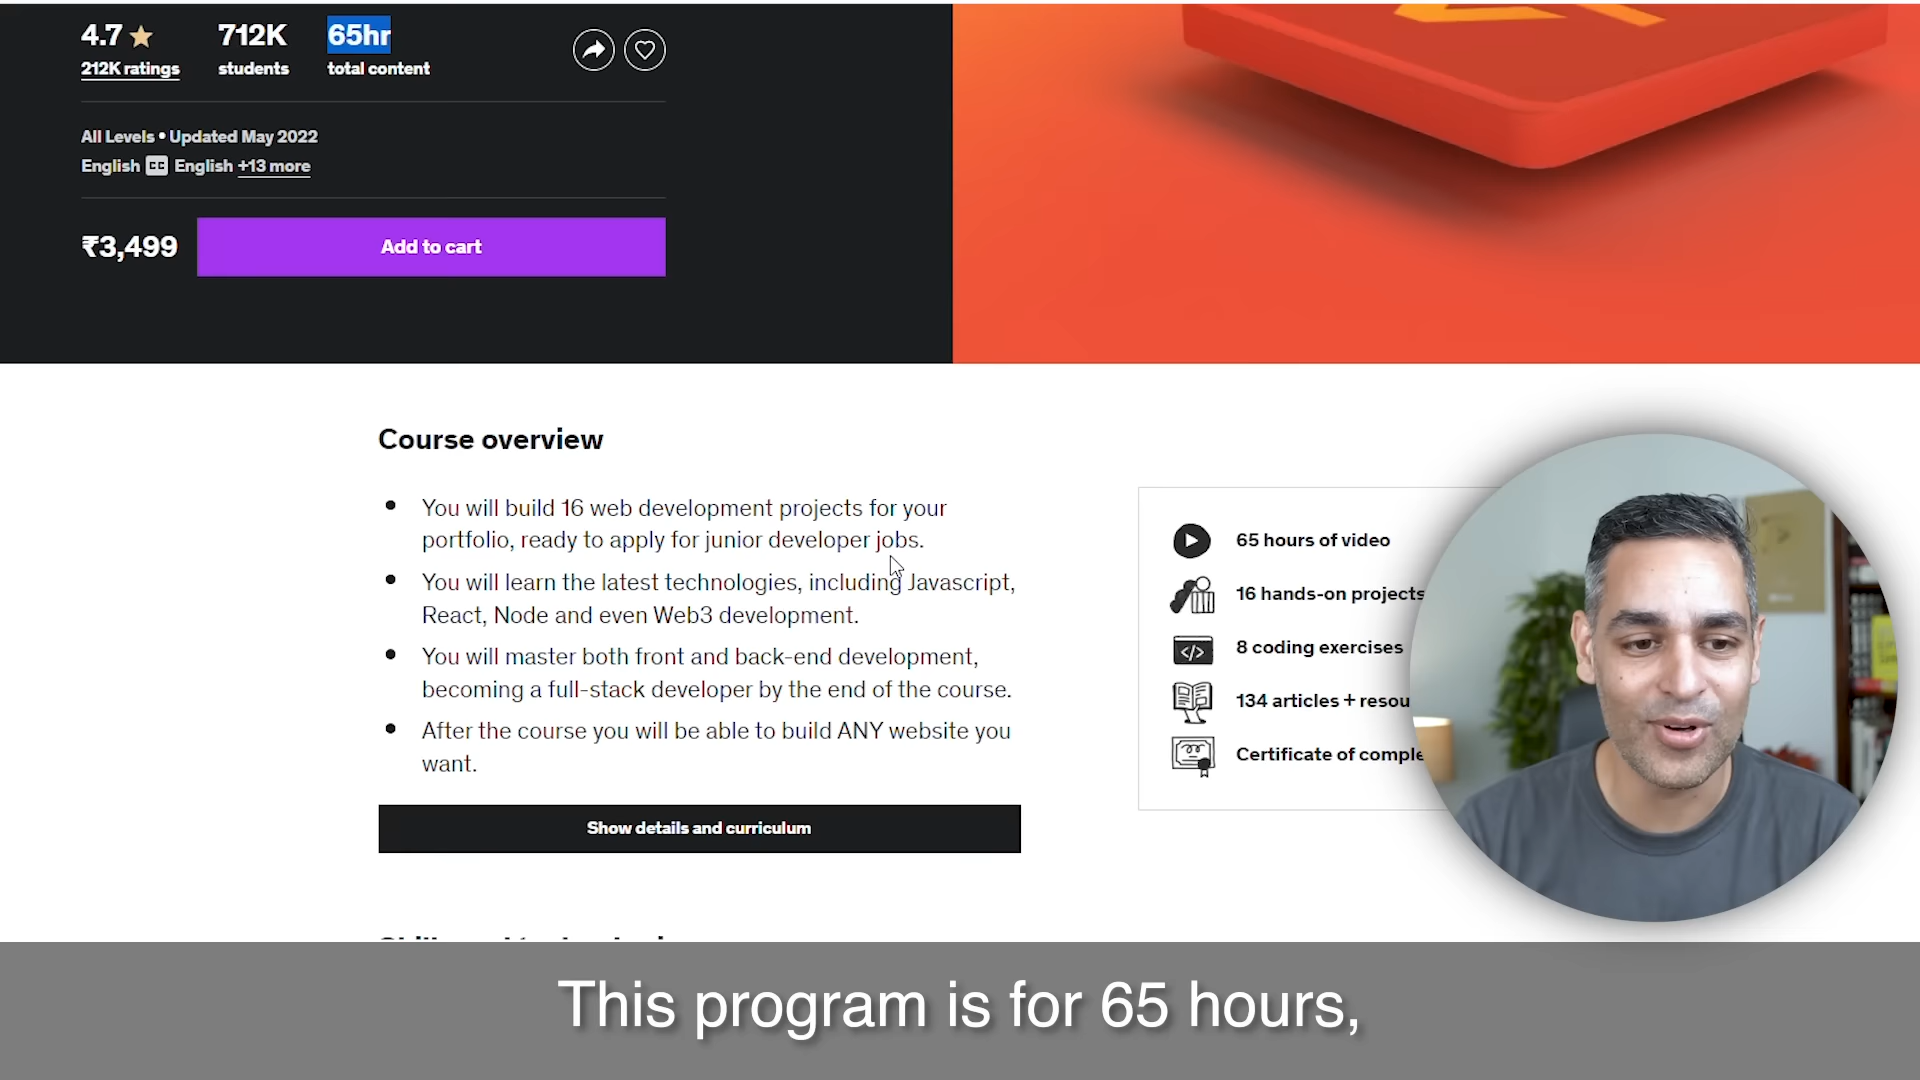 4.7
712K
65hr
212K ratings
students
total content
All Levels • Updated May 2022
English CC English +13 more
₹3,499
Add to cart
Course overview
• You will build 16 web development projects for your
portfolio, ready to apply for junior developer jobs.
• You will learn the latest technologies, including Javascript,
React, Node and even Web3 development.
• You will master both front and back-end development,
becoming a full-stack developer by the end of the course.
• After the course you will be able to build ANY website you
want.
Show details and curriculum
65 hours of video
16 hands-on projects
8 coding exercises
134 articles + resou
Certificate of comple
This program is for 65 hours,